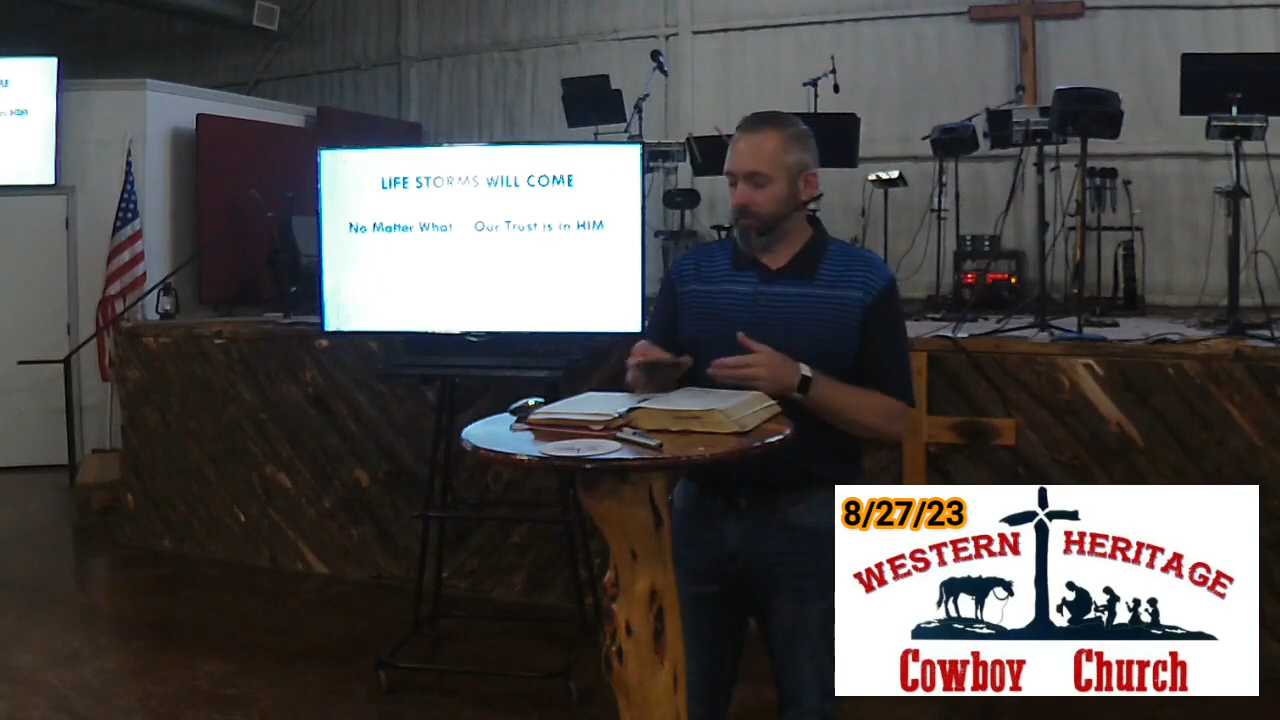 LIFE STORMS WILL COME
No Matter What Our Trust is in HIM
HIM
8/27/23
WESTERN HERITAGE
Cowboy Church